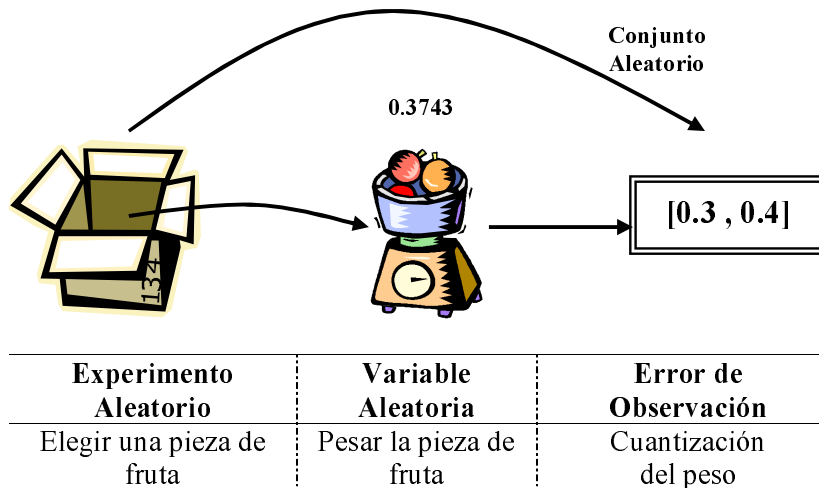 Conjunto
Aleatorio
0.3743
[0.3 , 0.4]
134
Experimento
Aleatorio
Variable
Aleatoria
Error de
Observación
Elegir una pieza de
fruta
Pesar la pieza de
fruta
Cuantización
del peso